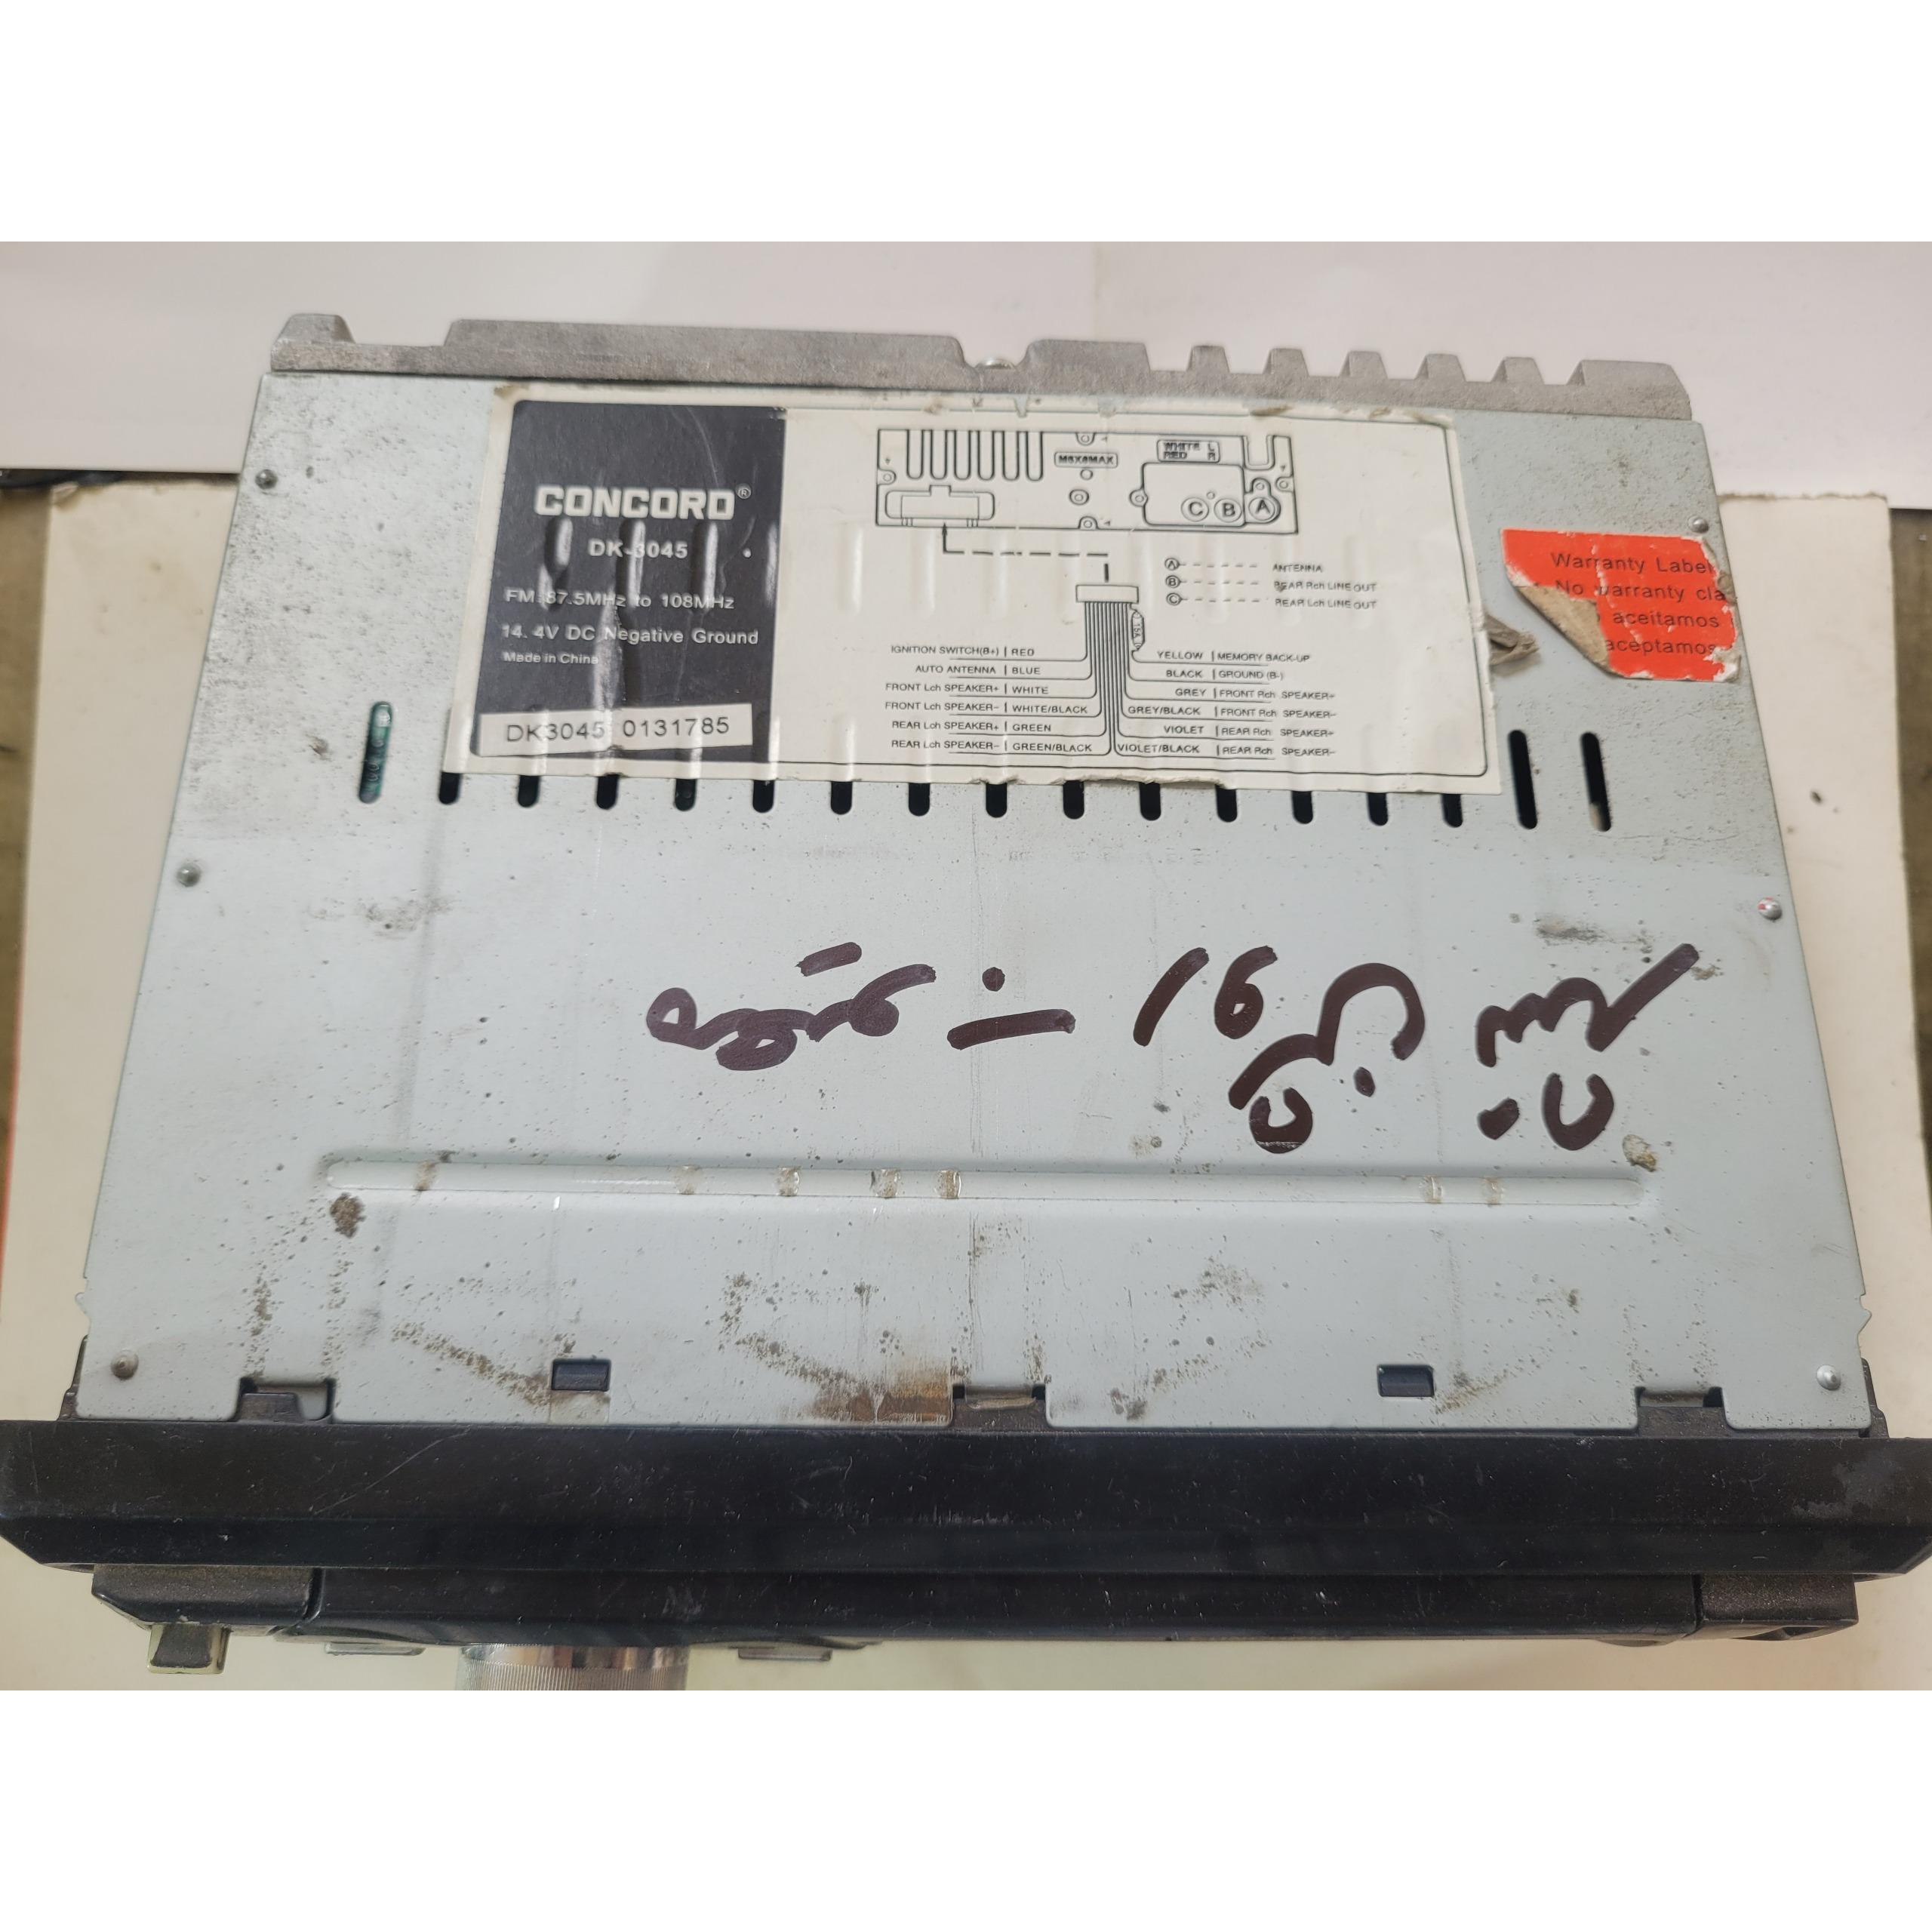 CONCORD®
DK-3045
FM 87.5MHz to 108MHz
14. 4V DC Negative Ground
Made in China
DK3045 0131785
M5X8MAX
WHITE L
RED R
C B A
A ANTENNA
B REAR Rch LINE OUT
C REAR Lch LINE OUT
15A
IGNITION SWITCH(B+) | RED
AUTO ANTENNA | BLUE
FRONT Lch SPEAKER+ | WHITE
FRONT Lch SPEAKER- | WHITE/BLACK
REAR Lch SPEAKER+ | GREEN
REAR Lch SPEAKER- | GREEN/BLACK
YELLOW | MEMORY BACK-UP
BLACK | GROUND (B-)
GREY | FRONT Rch SPEAKER+
GREY/BLACK | FRONT Rch SPEAKER-
VIOLET | REAR Rch SPEAKER+
VIOLET/BLACK | REAR Rch SPEAKER-
Warranty Label
No warranty cla
aceitamos
aceptamos